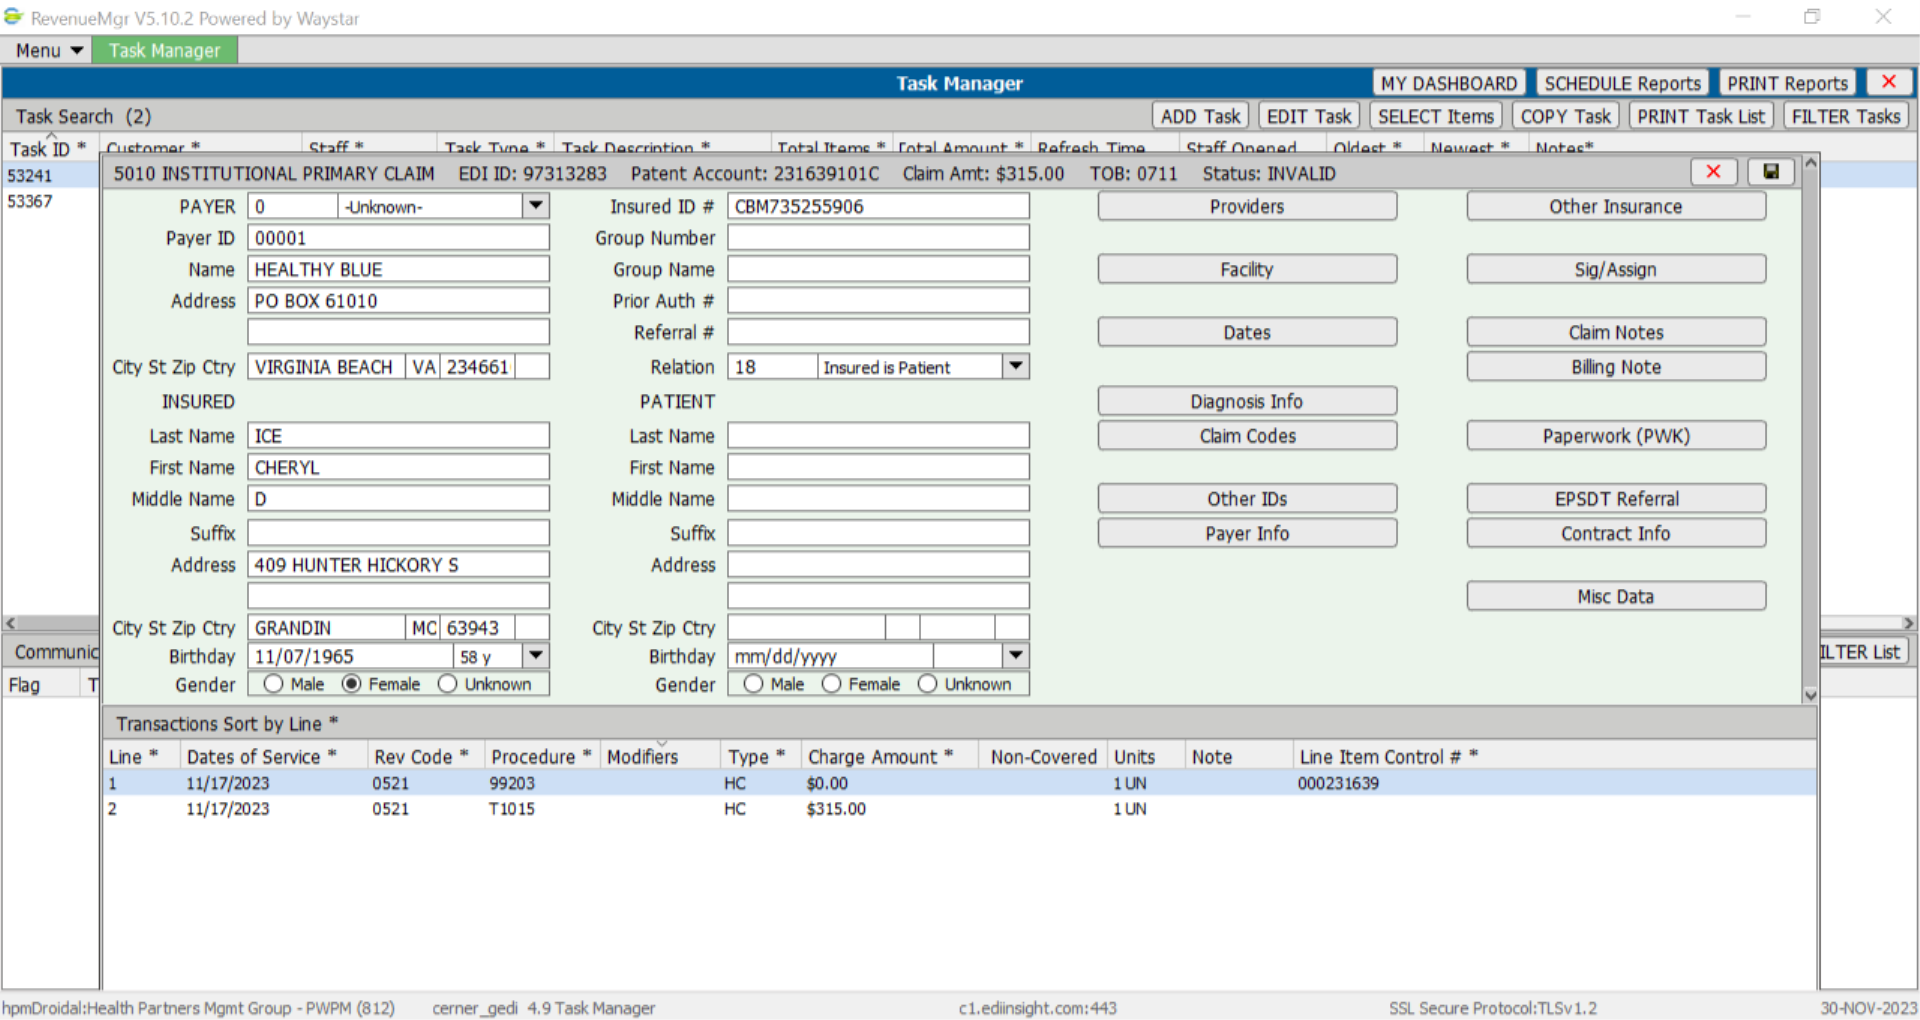 RevenueMgr V5.10.2 Powered by Waystar
Menu Task Manager
Task Manager MY DASHBOARD SCHEDULE Reports PRINT Reports
Task Search (2) ADD Task EDIT Task SELECT Items COPY Task PRINT Task List FILTER Tasks
Task ID * Customer * Staff * Task Type * Task Description * Total Items * Total Amount * Refresh Time Staff Opened Oldest * Newest * Notes*
53241 5010 INSTITUTIONAL PRIMARY CLAIM EDI ID: 97313283 Patent Account: 231639101C Claim Amt: $315.00 TOB: 0711 Status: INVALID
53367 PAYER 0 -Unknown- Insured ID # CBM735255906 Providers Other Insurance
Payer ID 00001 Group Number
Name HEALTHY BLUE Group Name Facility Sig/Assign
Address PO BOX 61010 Prior Auth #
Referral # Dates Claim Notes
City St Zip Ctry VIRGINIA BEACH VA 234661 Relation 18 Insured is Patient Billing Note
INSURED PATIENT Diagnosis Info
Last Name ICE Last Name Claim Codes Paperwork (PWK)
First Name CHERYL First Name
Middle Name D Middle Name Other IDs EPSDT Referral
Suffix Suffix Payer Info Contract Info
Address 409 HUNTER HICKORY S Address
Misc Data
City St Zip Ctry GRANDIN MO 63943 City St Zip Ctry
Communic Birthday 11/07/1965 58 y Birthday mm/dd/yyyy ILTER List
Flag T Gender Male Female Unknown Gender Male Female Unknown
Transactions Sort by Line *
Line * Dates of Service * Rev Code * Procedure * Modifiers Type * Charge Amount * Non-Covered Units Note Line Item Control # *
1 11/17/2023 0521 99203 HC $0.00 1 UN 000231639
2 11/17/2023 0521 T1015 HC $315.00 1 UN
hpmDroidal:Health Partners Mgmt Group - PWPM (812) cerner_gedi 4.9 Task Manager c1.ediinsight.com:443 SSL Secure Protocol:TLSv1.2 30-NOV-2023